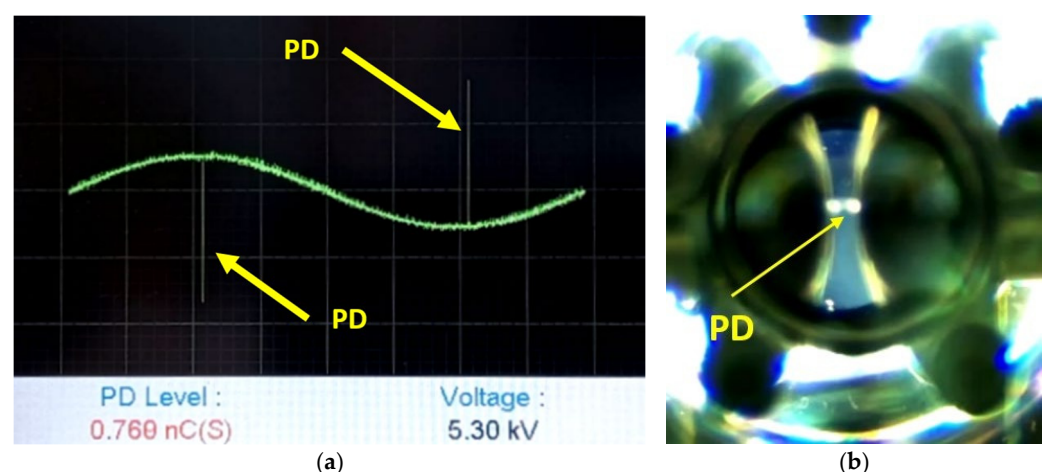 PD
PD
PD Level :
0.760 nC(S)
Voltage :
5.30 kV
(a)
PD
(b)